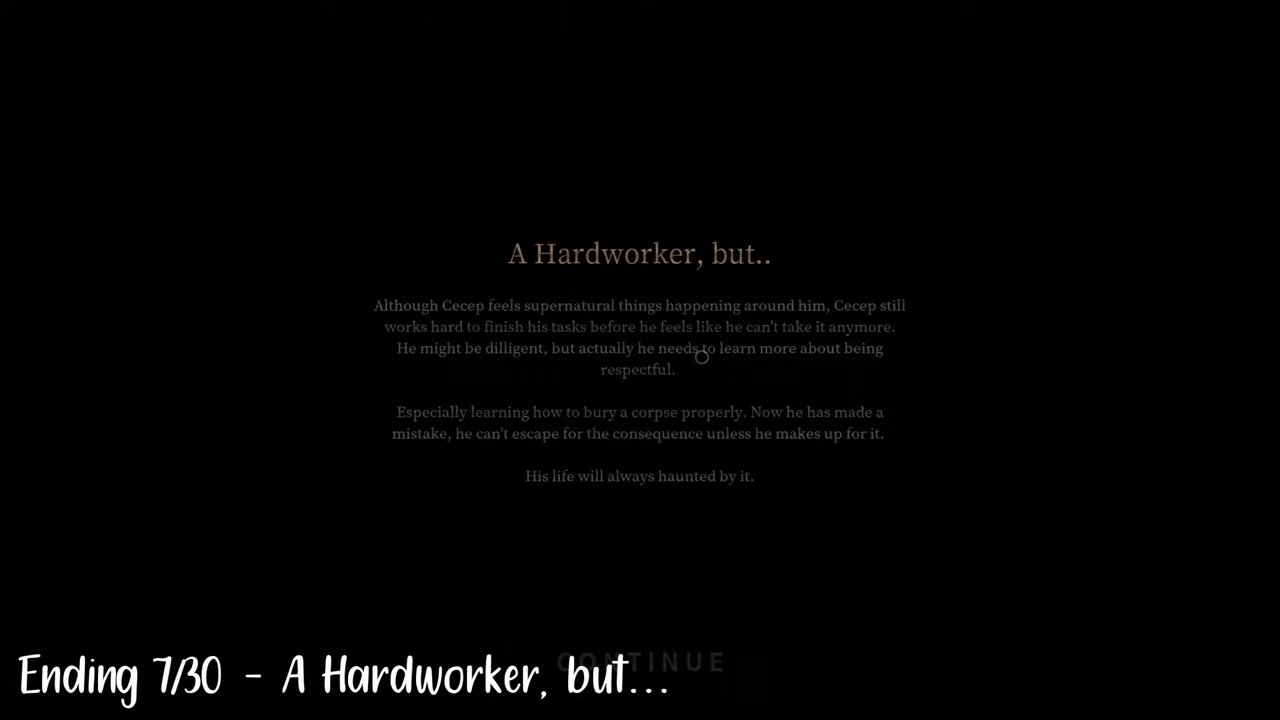 A Hardworker, but..
Although Cecep feels supernatural things happening around him, Cecep still
works hard to finish his tasks before he feels like he can't take it anymore.
He might be dilligent, but actually he needs to learn more about being
respectful.
Especially learning how to bury a corpse properly. Now he has made a
mistake, he can't escape for the consequence unless he makes up for it.
His life will always haunted by it.
CONTINUE
Ending 7/30 - A Hardworker, but...